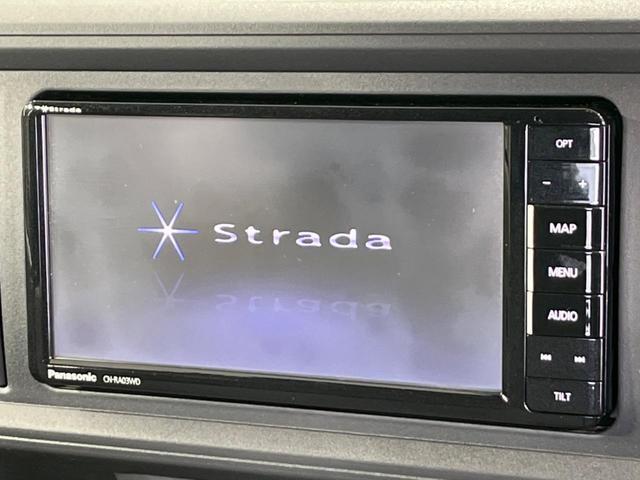 Strada
Strada
Panasonic CN-RA03WD
OPT
- +
MAP
MENU
AUDIO
TILT